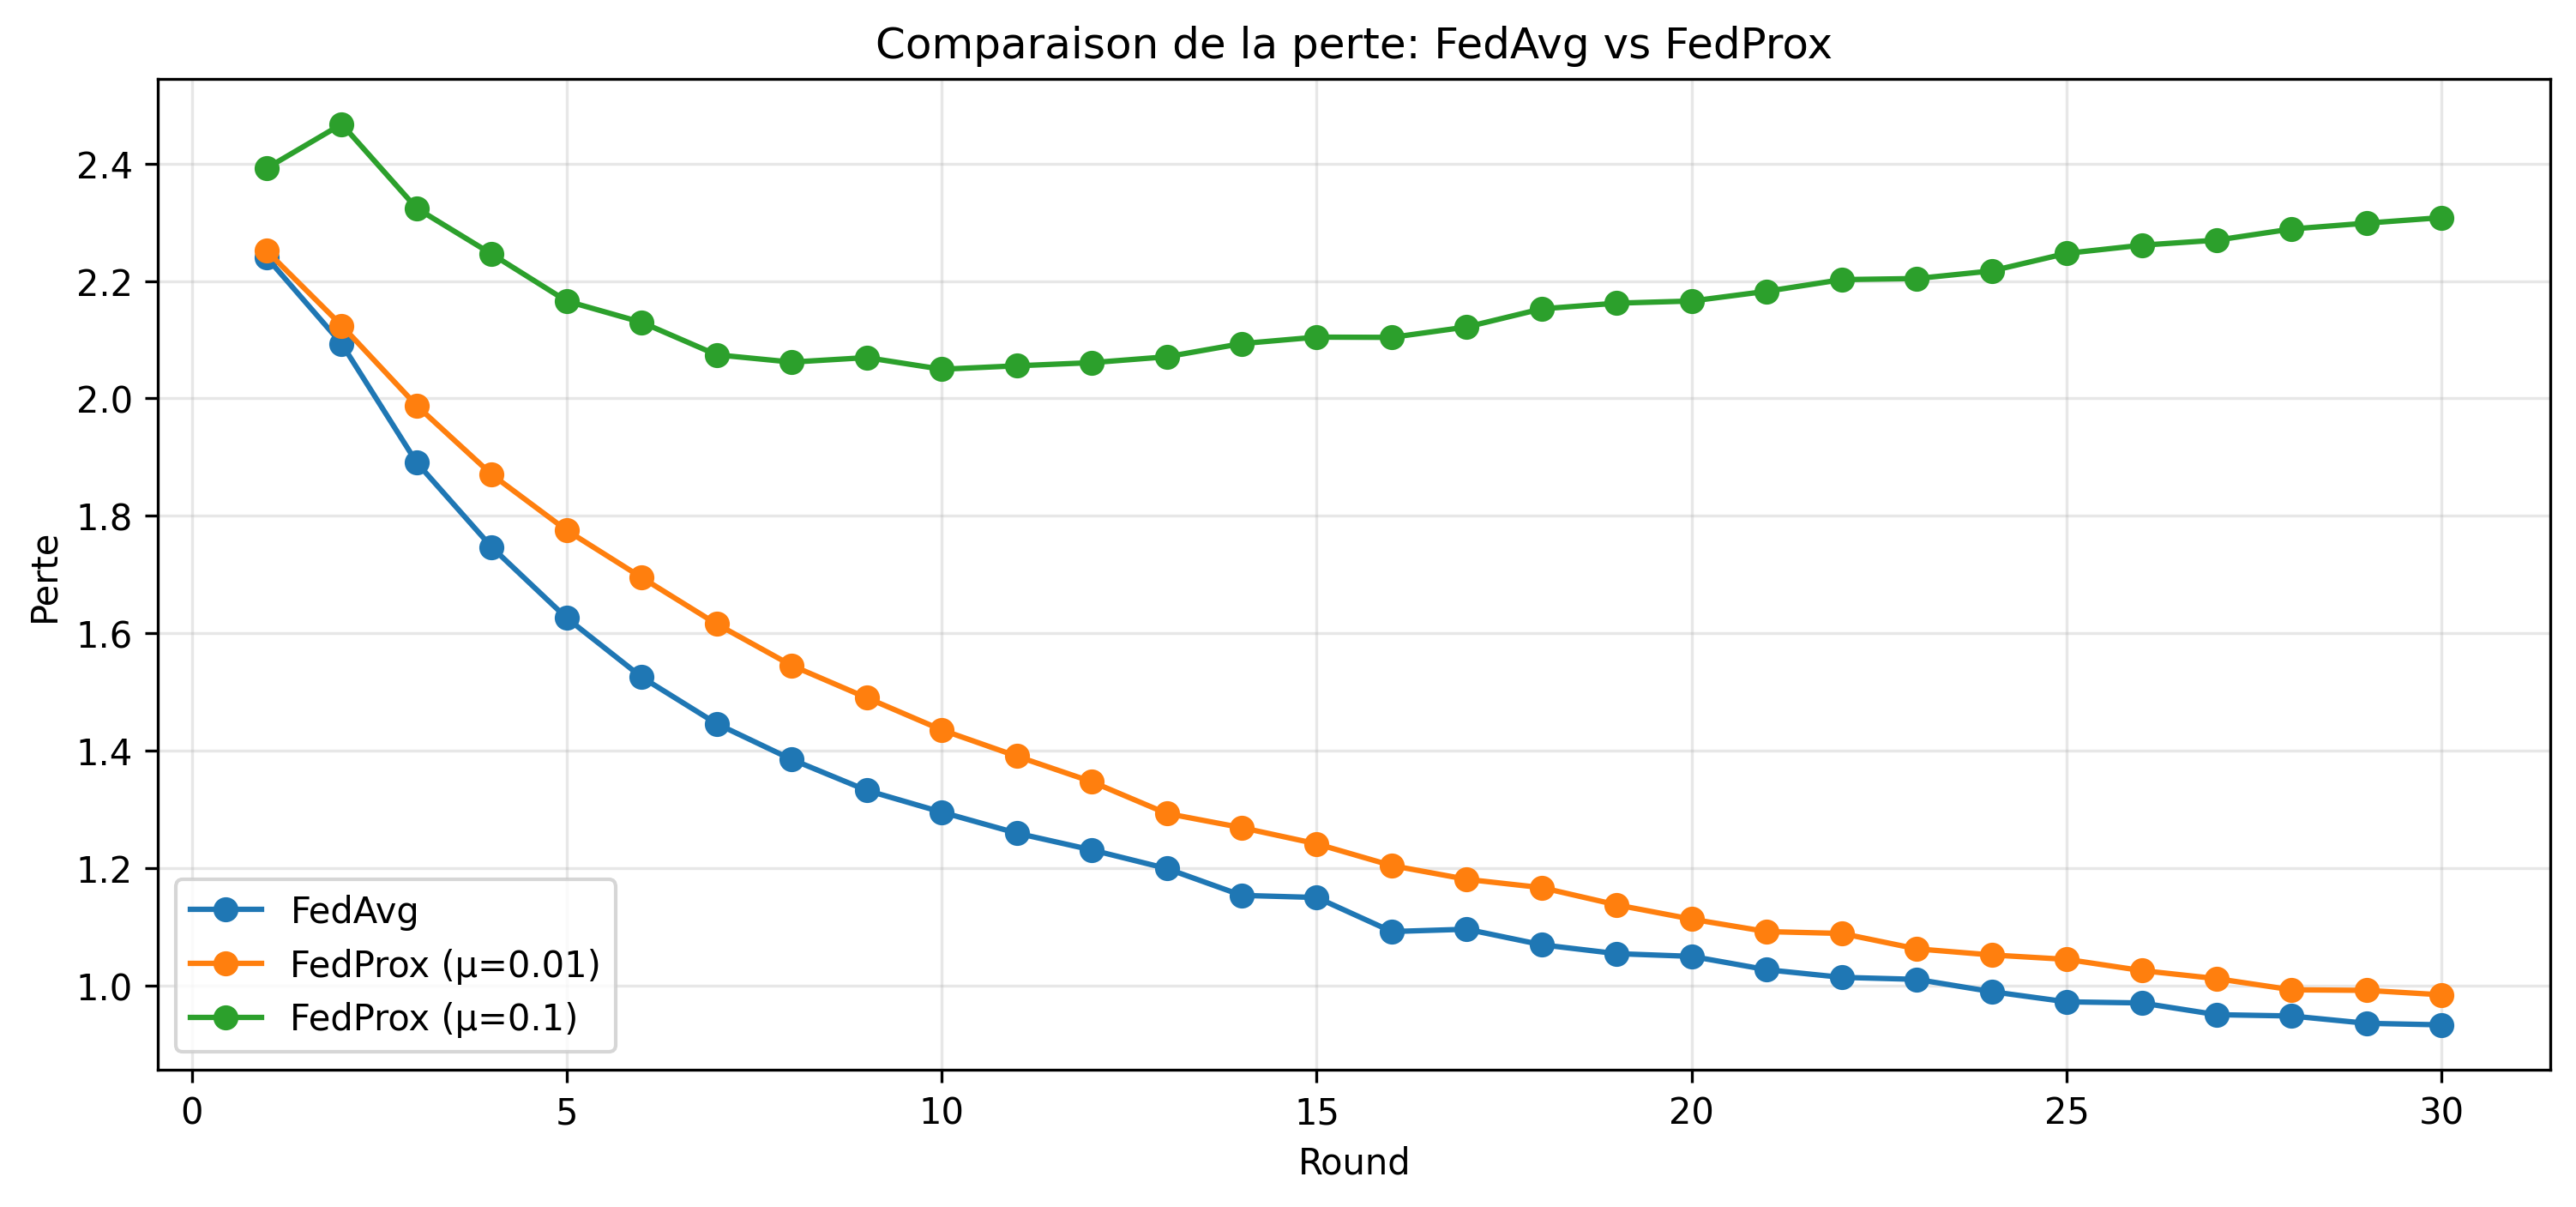 Comparaison de la perte: FedAvg vs FedProx
Perte
2.4
2.2
2.0
1.8
1.6
1.4
1.2
1.0
FedAvg
FedProx (μ=0.01)
FedProx (μ=0.1)
0 5 10 15 20 25 30
Round